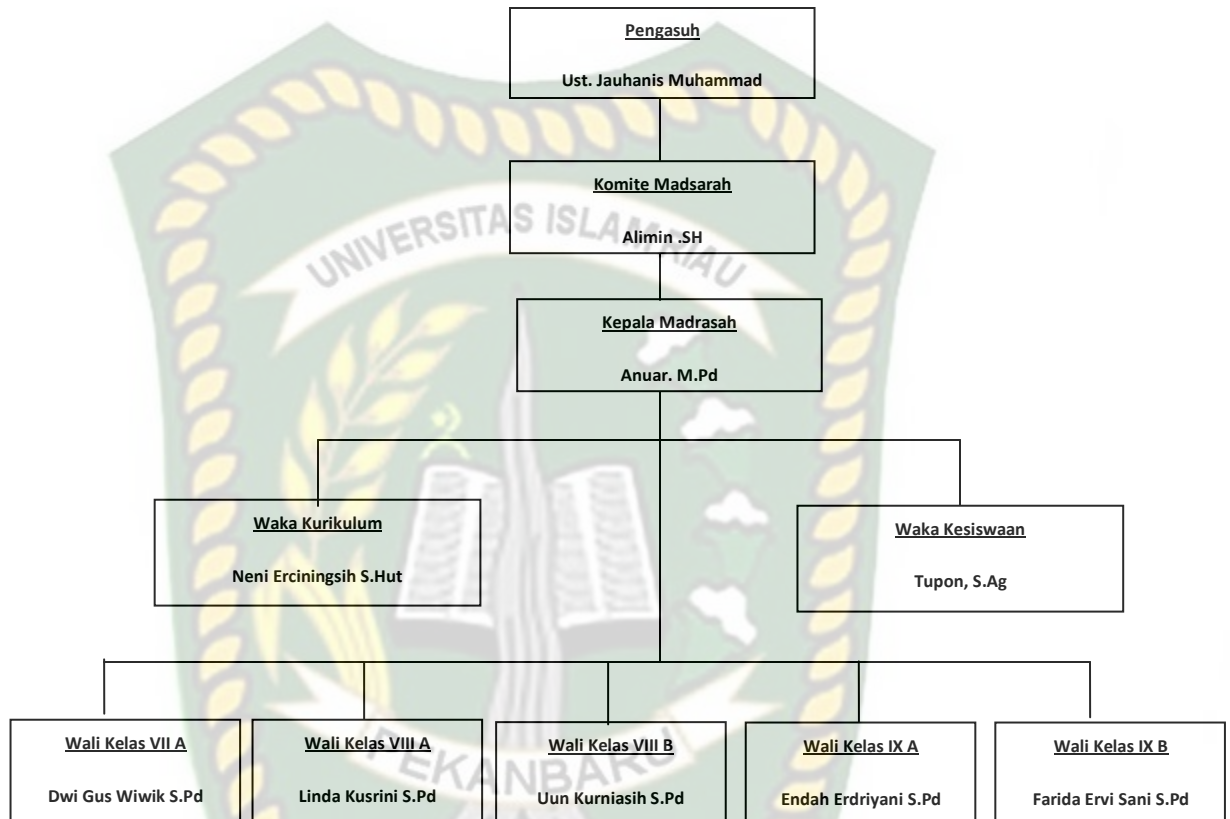 Pengasuh
Ust. Jauhanis Muhammad
Komite Madsarah
Alimin .SH
UNIVERSITAS ISLAM RIAU
Kepala Madrasah
Anuar. M.Pd
Waka Kurikulum
Neni Erciningsih S.Hut
Waka Kesiswaan
Tupon, S.Ag
Wali Kelas VII A
Dwi Gus Wiwik S.Pd
Wali Kelas VIII A
Linda Kusrini S.Pd
Wali Kelas VIII B
Uun Kurniasih S.Pd
Wali Kelas IX A
Endah Erdriyani S.Pd
Wali Kelas IX B
Farida Ervi Sani S.Pd
PEKANBARU